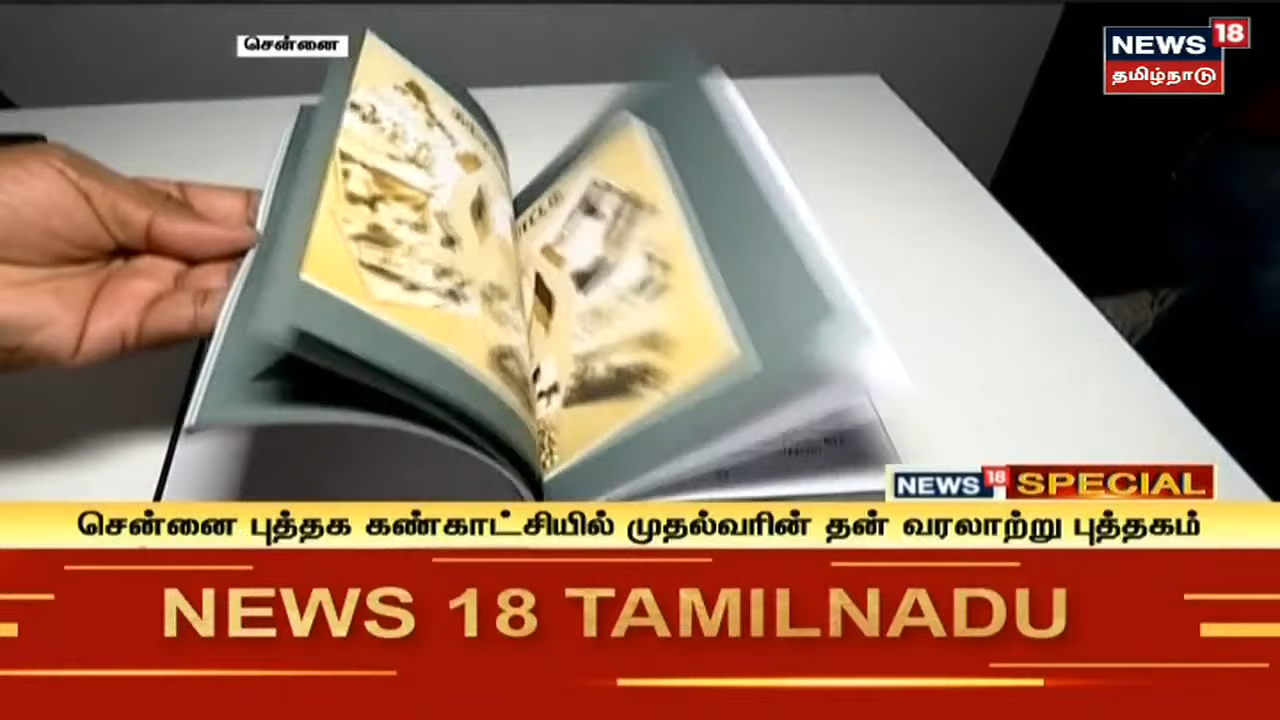 சென்னை
NEWS 18
தமிழ்நாடு
NEWS 18 SPECIAL
சென்னை புத்தக கண்காட்சியில் முதல்வரின் தன் வரலாற்று புத்தகம்
NEWS 18 TAMILNADU